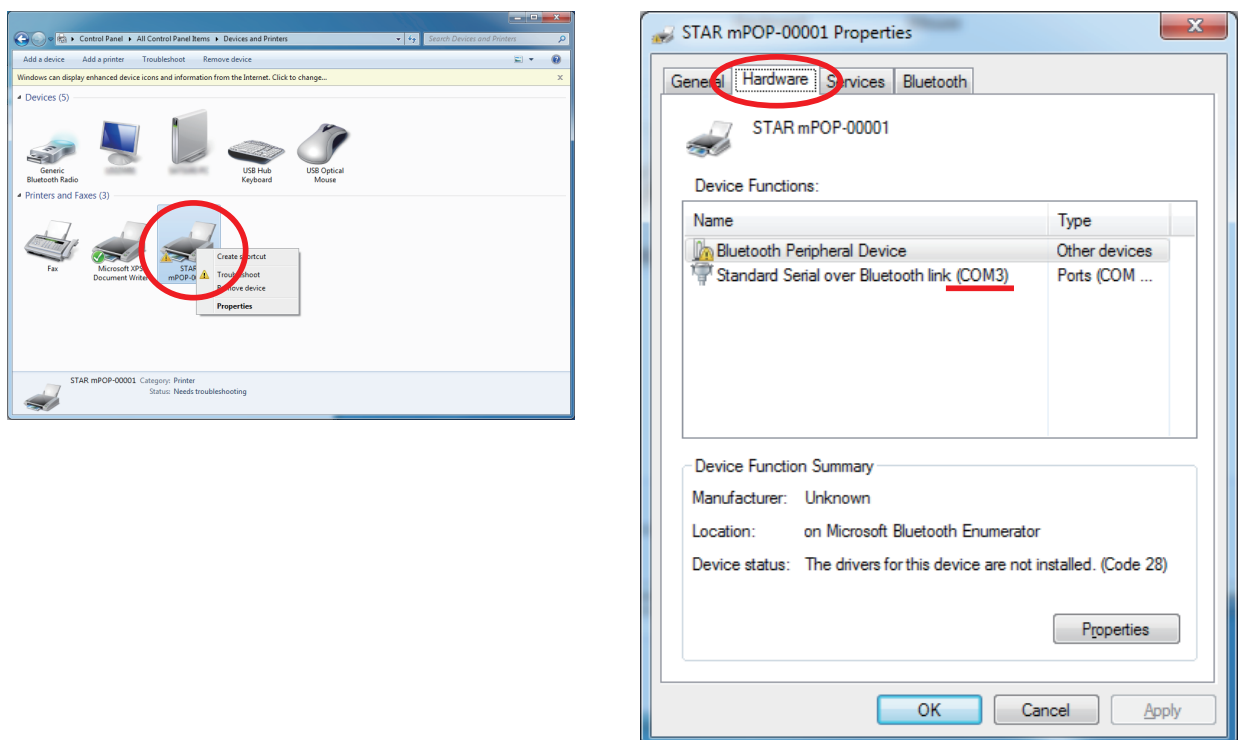 Control Panel ▸ All Control Panel Items ▸ Devices and Printers
Search Devices and Printers
Add a device Add a printer Troubleshoot Remove device
Windows can display enhanced device icons and information from the Internet. Click to change...
Devices (5)
Generic
Bluetooth Radio
USB Hub
Keyboard
USB Optical
Mouse
Printers and Faxes (3)
Fax
Microsoft XPS
Document Writer
STAR
mPOP-00
Create shortcut
Troubleshoot
Remove device
Properties
STAR mPOP-00001 Category: Printer
Status: Needs troubleshooting
STAR mPOP-00001 Properties
General Hardware Services Bluetooth
STAR mPOP-00001
Device Functions:
Name Type
Bluetooth Peripheral Device Other devices
Standard Serial over Bluetooth link (COM3) Ports (COM ...
Device Function Summary
Manufacturer: Unknown
Location: on Microsoft Bluetooth Enumerator
Device status: The drivers for this device are not installed. (Code 28)
Properties
OK Cancel Apply